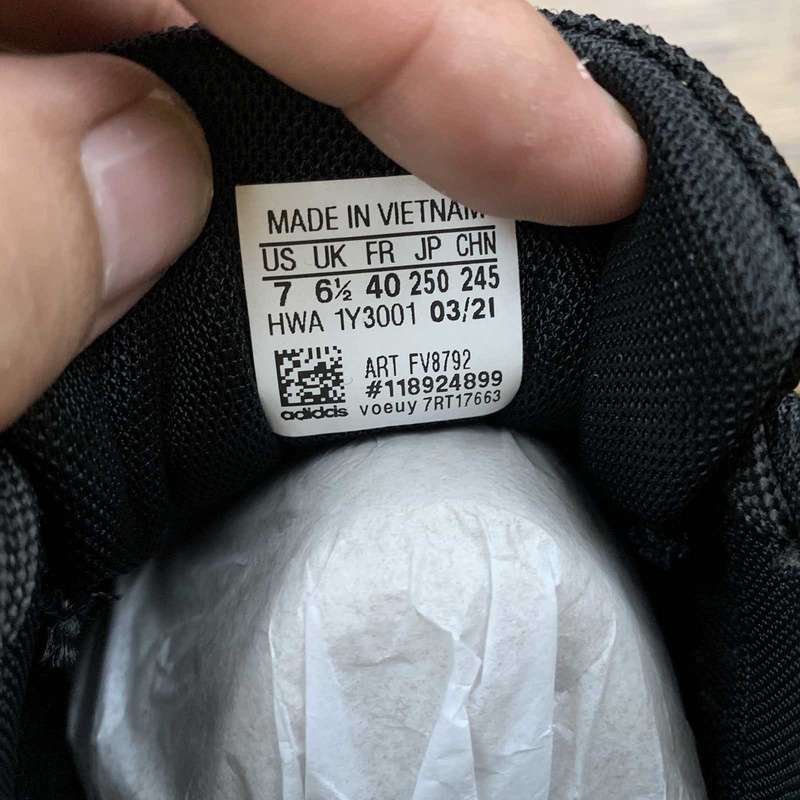 MADE IN VIETNAM
US UK FR JP CHN
7 6½ 40 250 245
HWA 1Y3001 03/21
ART FV8792
#118924899
adidas voeuy 7RT17663